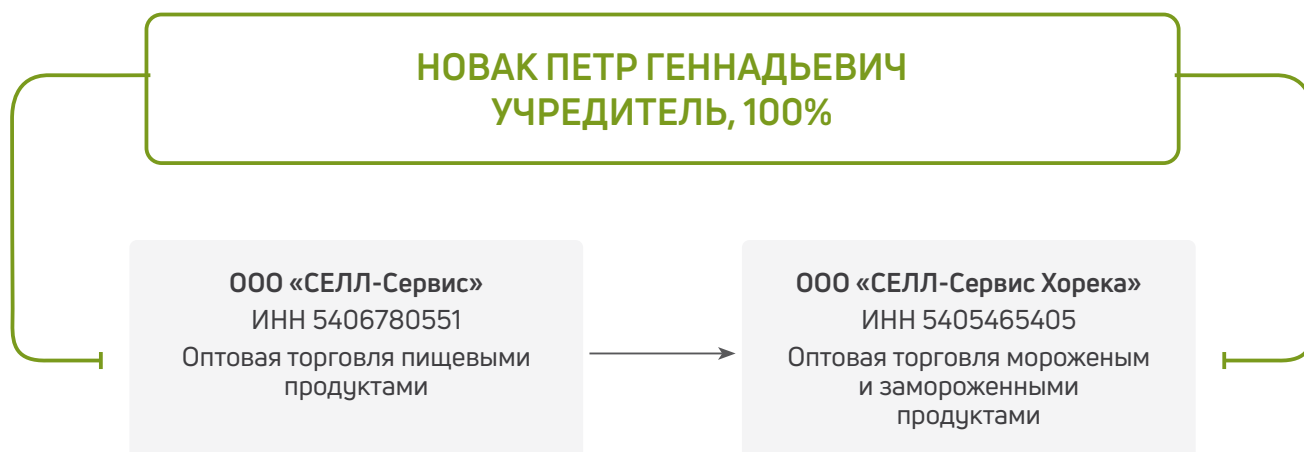 НОВАК ПЕТР ГЕННАДЬЕВИЧ
УЧРЕДИТЕЛЬ, 100%
ООО «СЕЛЛ-Сервис»
ИНН 5406780551
Оптовая торговля пищевыми
продуктами
ООО «СЕЛЛ-Сервис Хорека»
ИНН 5405465405
Оптовая торговля мороженым
и замороженными
продуктами